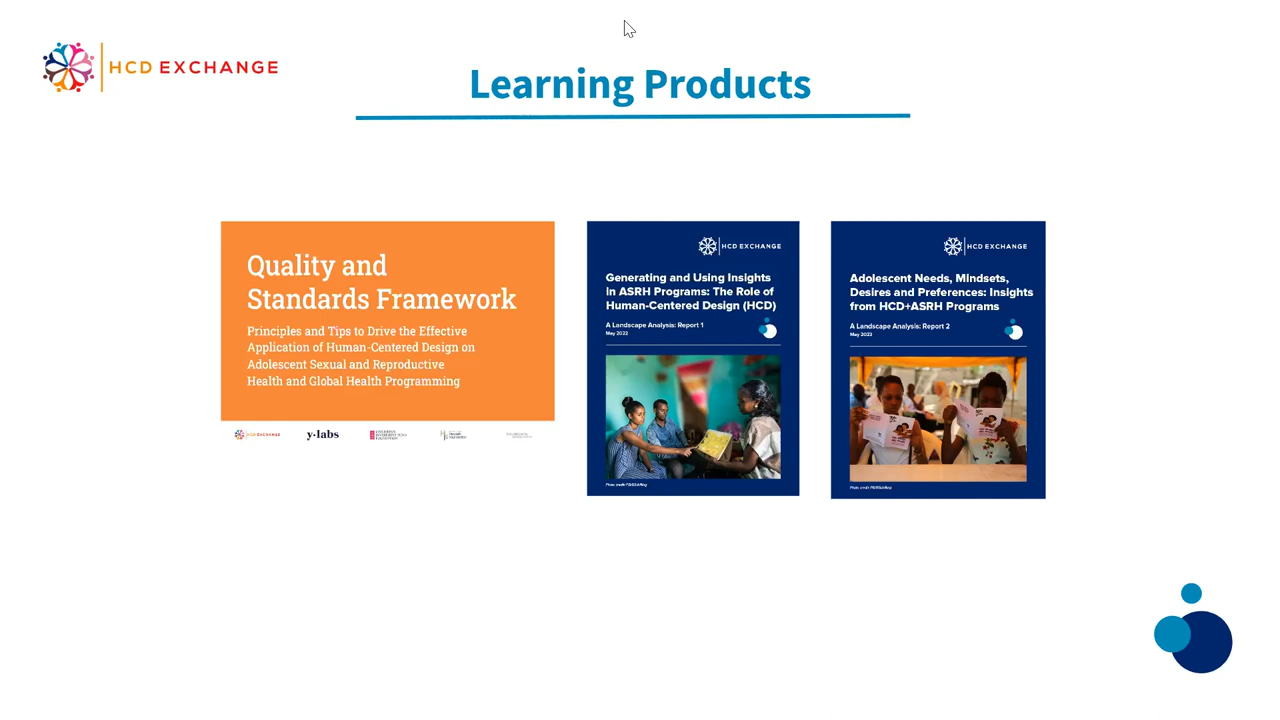 HCD EXCHANGE
Learning Products
Quality and
Standards Framework
Principles and Tips to Drive the Effective
Application of Human-Centered Design on
Adolescent Sexual and Reproductive
Health and Global Health Programming
HCD EXCHANGE
y·labs
HCD EXCHANGE
Generating and Using Insights
in ASRH Programs: The Role of
Human-Centered Design (HCD)
A Landscape Analysis: Report 1
May 2022
HCD EXCHANGE
Adolescent Needs, Mindsets,
Desires and Preferences: Insights
from HCD+ASRH Programs
A Landscape Analysis: Report 2